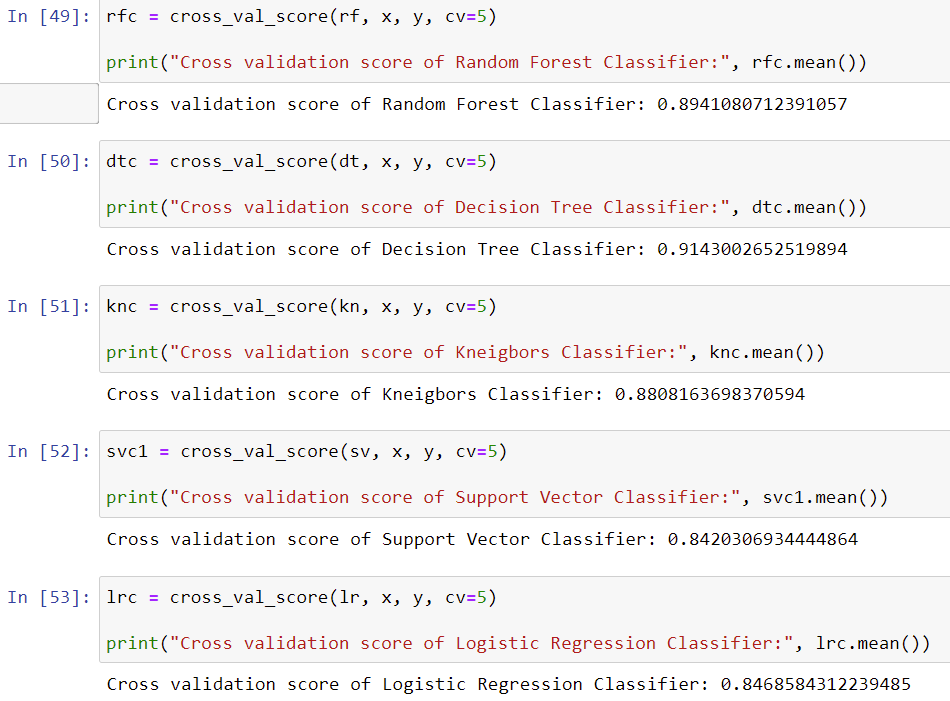 In [49]: rfc = cross_val_score(rf, x, y, cv=5)
print("Cross validation score of Random Forest Classifier:", rfc.mean())
Cross validation score of Random Forest Classifier: 0.8941080712391057
In [50]: dtc = cross_val_score(dt, x, y, cv=5)
print("Cross validation score of Decision Tree Classifier:", dtc.mean())
Cross validation score of Decision Tree Classifier: 0.9143002652519894
In [51]: knc = cross_val_score(kn, x, y, cv=5)
print("Cross validation score of Kneigbors Classifier:", knc.mean())
Cross validation score of Kneigbors Classifier: 0.8808163698370594
In [52]: svc1 = cross_val_score(sv, x, y, cv=5)
print("Cross validation score of Support Vector Classifier:", svc1.mean())
Cross validation score of Support Vector Classifier: 0.8420306934444864
In [53]: lrc = cross_val_score(lr, x, y, cv=5)
print("Cross validation score of Logistic Regression Classifier:", lrc.mean())
Cross validation score of Logistic Regression Classifier: 0.8468584312239485